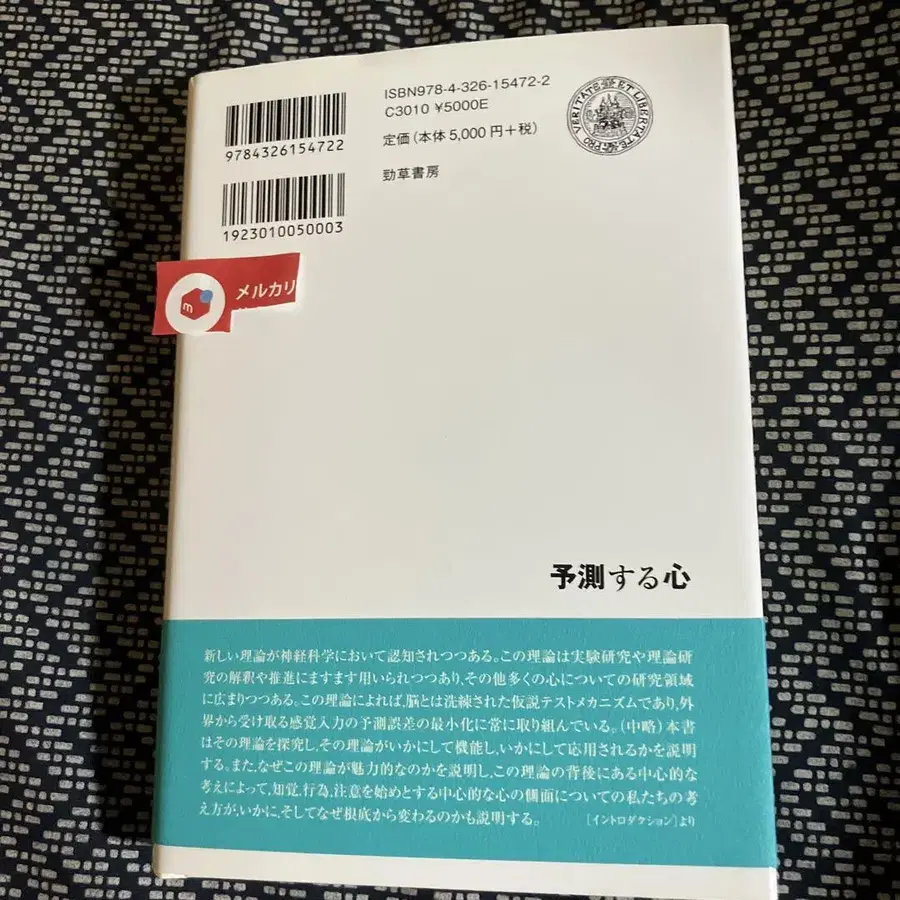 ISBN978-4-326-15472-2
C3010 ¥5000E
定価(本体5,000円+税)
勁草書房
VERITATE ET LIBERTATE PRO
9784326154722
1923010050003
m
メルカリ
予測する心
新しい理論が神経科学において認知されつつある。この理論は実験研究や理論研
究の解釈や推進にますます用いられつつあり、その他多くの心についての研究領域
に広まりつつある。この理論によれば、脳とは洗練された仮説テストメカニズムであり、外
界から受け取る感覚入力の予測誤差の最小化に常に取り組んでいる。(中略)本書
はその理論を探究し、その理論がいかにして機能し、いかにして応用されるかを説明
する。また、なぜこの理論が魅力的なのかを説明し、この理論の背後にある中心的な
考えによって、知覚、行為、注意を始めとする中心的な心の側面についての私たちの考
え方が、いかに、そしてなぜ根底から変わるのかも説明する。 [イントロダクション]より